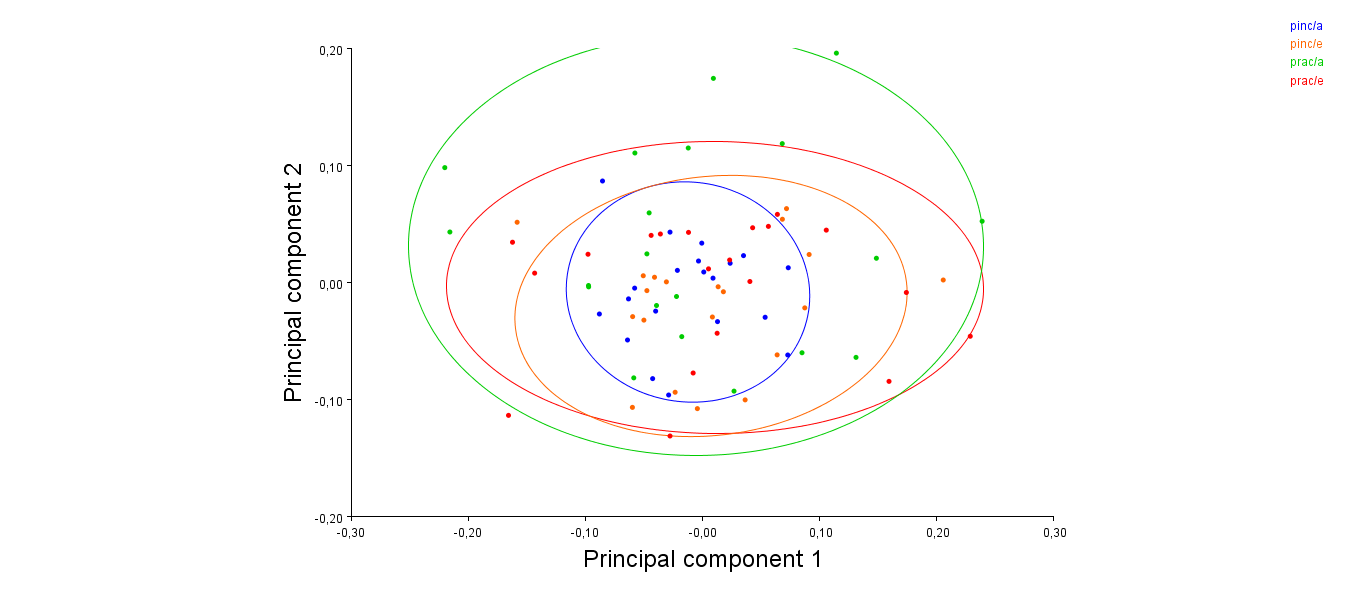 pinc/a
pinc/e
prac/a
prac/e
0,20
0,10
0,00
-0,10
-0,20
Principal component 2
-0,30
-0,20
-0,10
-0,00
0,10
0,20
0,30
Principal component 1